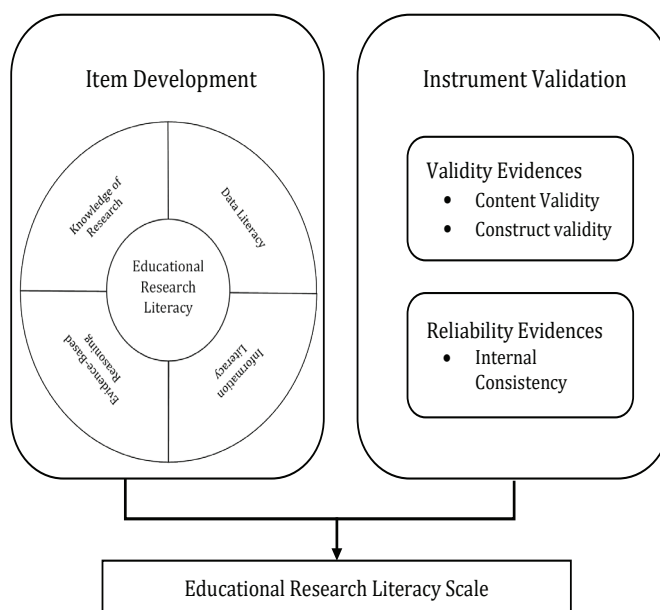 Item Development
Knowledge of
Research
Data Literacy
Educational
Research
Literacy
Evidence-Based
Reasoning
Information
Literacy
Instrument Validation
Validity Evidences
• Content Validity
• Construct validity
Reliability Evidences
• Internal
Consistency
Educational Research Literacy Scale